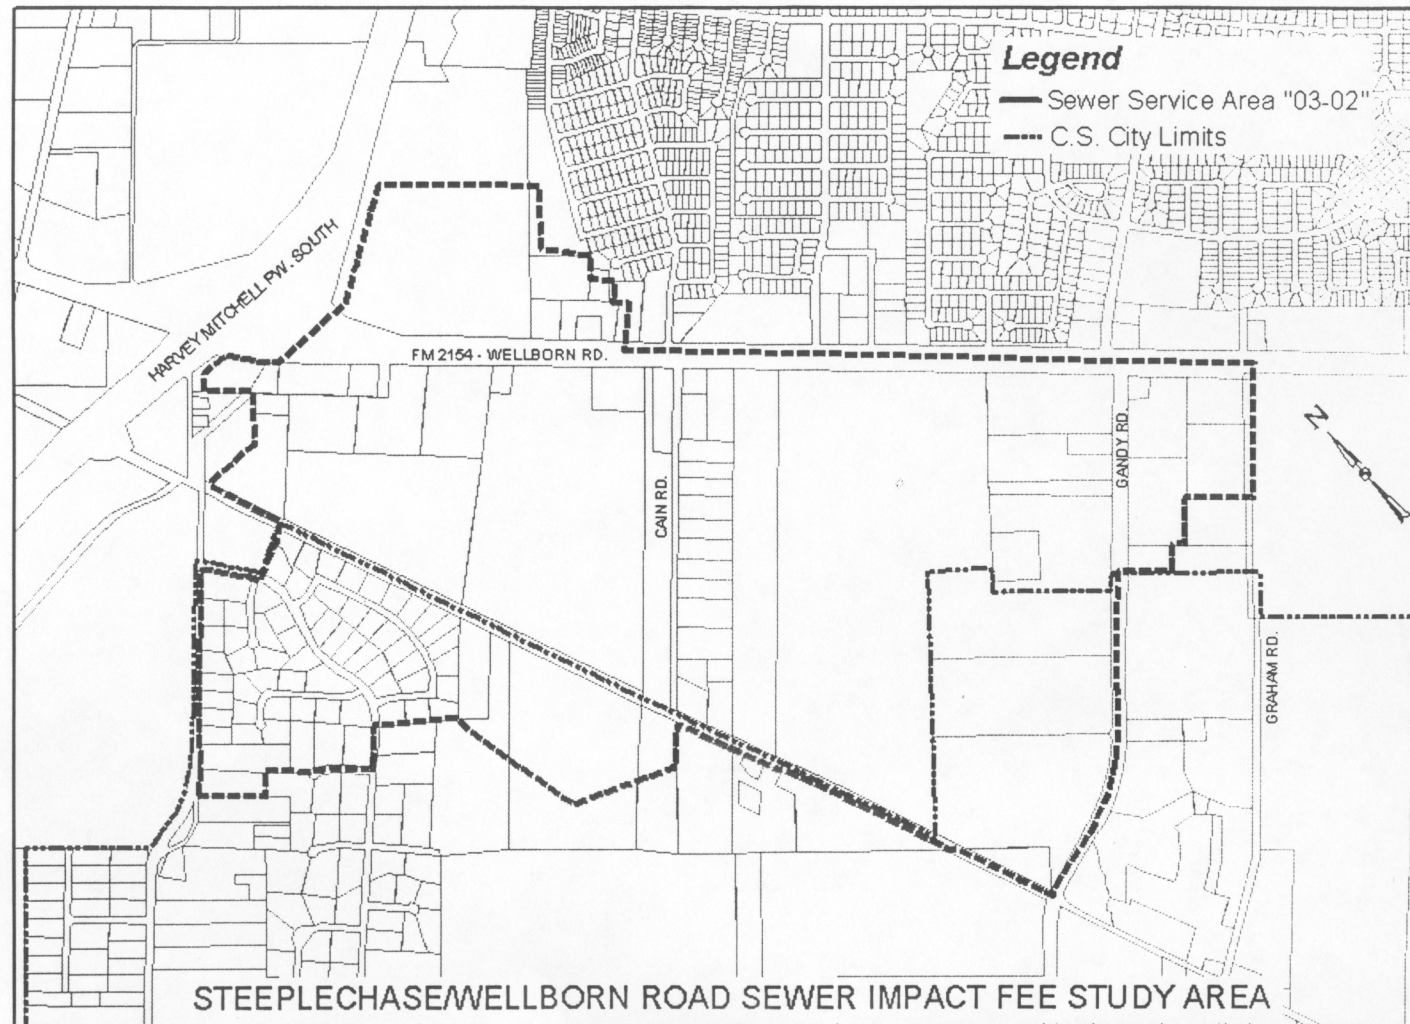 Legend
Sewer Service Area "03-02"
C.S. City Limits
HARVEY MITCHELL PW. SOUTH
FM 2154 - WELLBORN RD.
CAIN RD.
GANDY RD
N
GRAHAM RD.
STEEPLECHASE/WELLBORN ROAD SEWER IMPACT FEE STUDY AREA